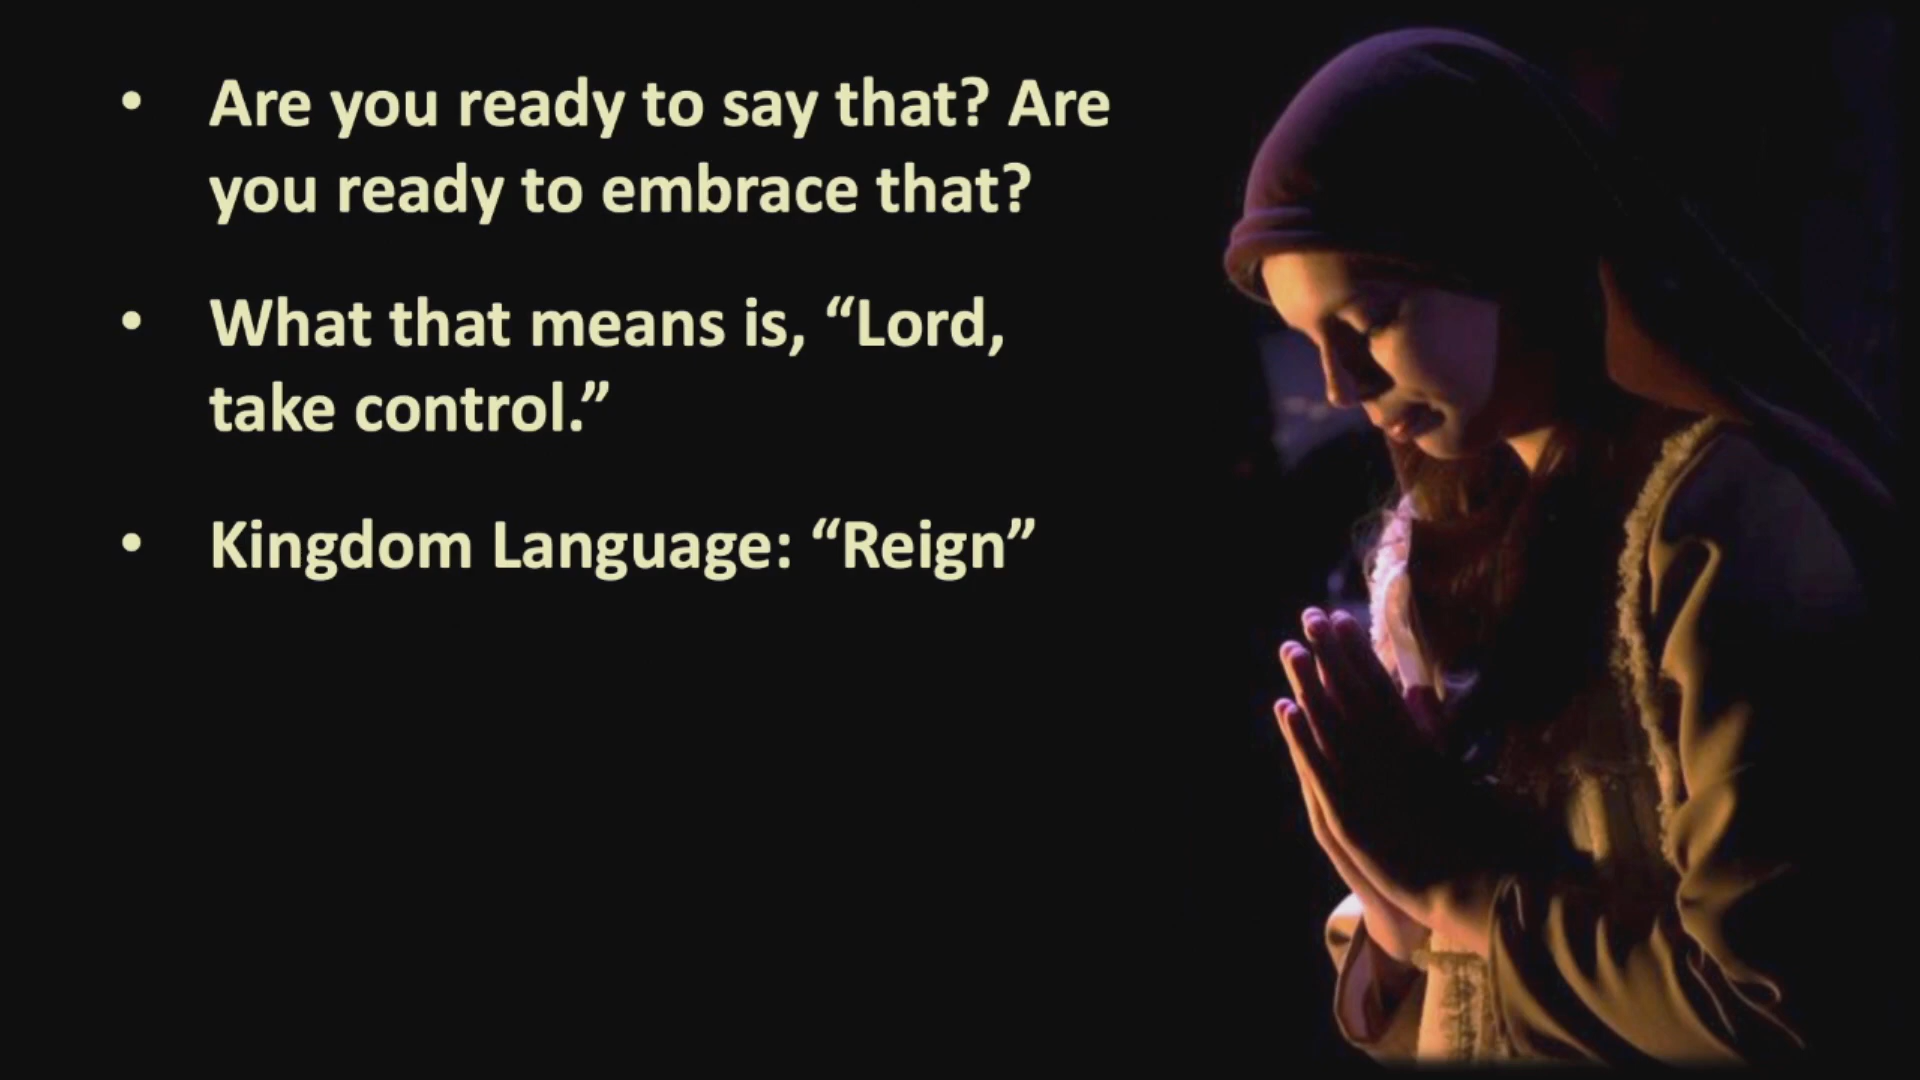 • Are you ready to say that? Are
you ready to embrace that?
• What that means is, “Lord,
take control.”
• Kingdom Language: “Reign”